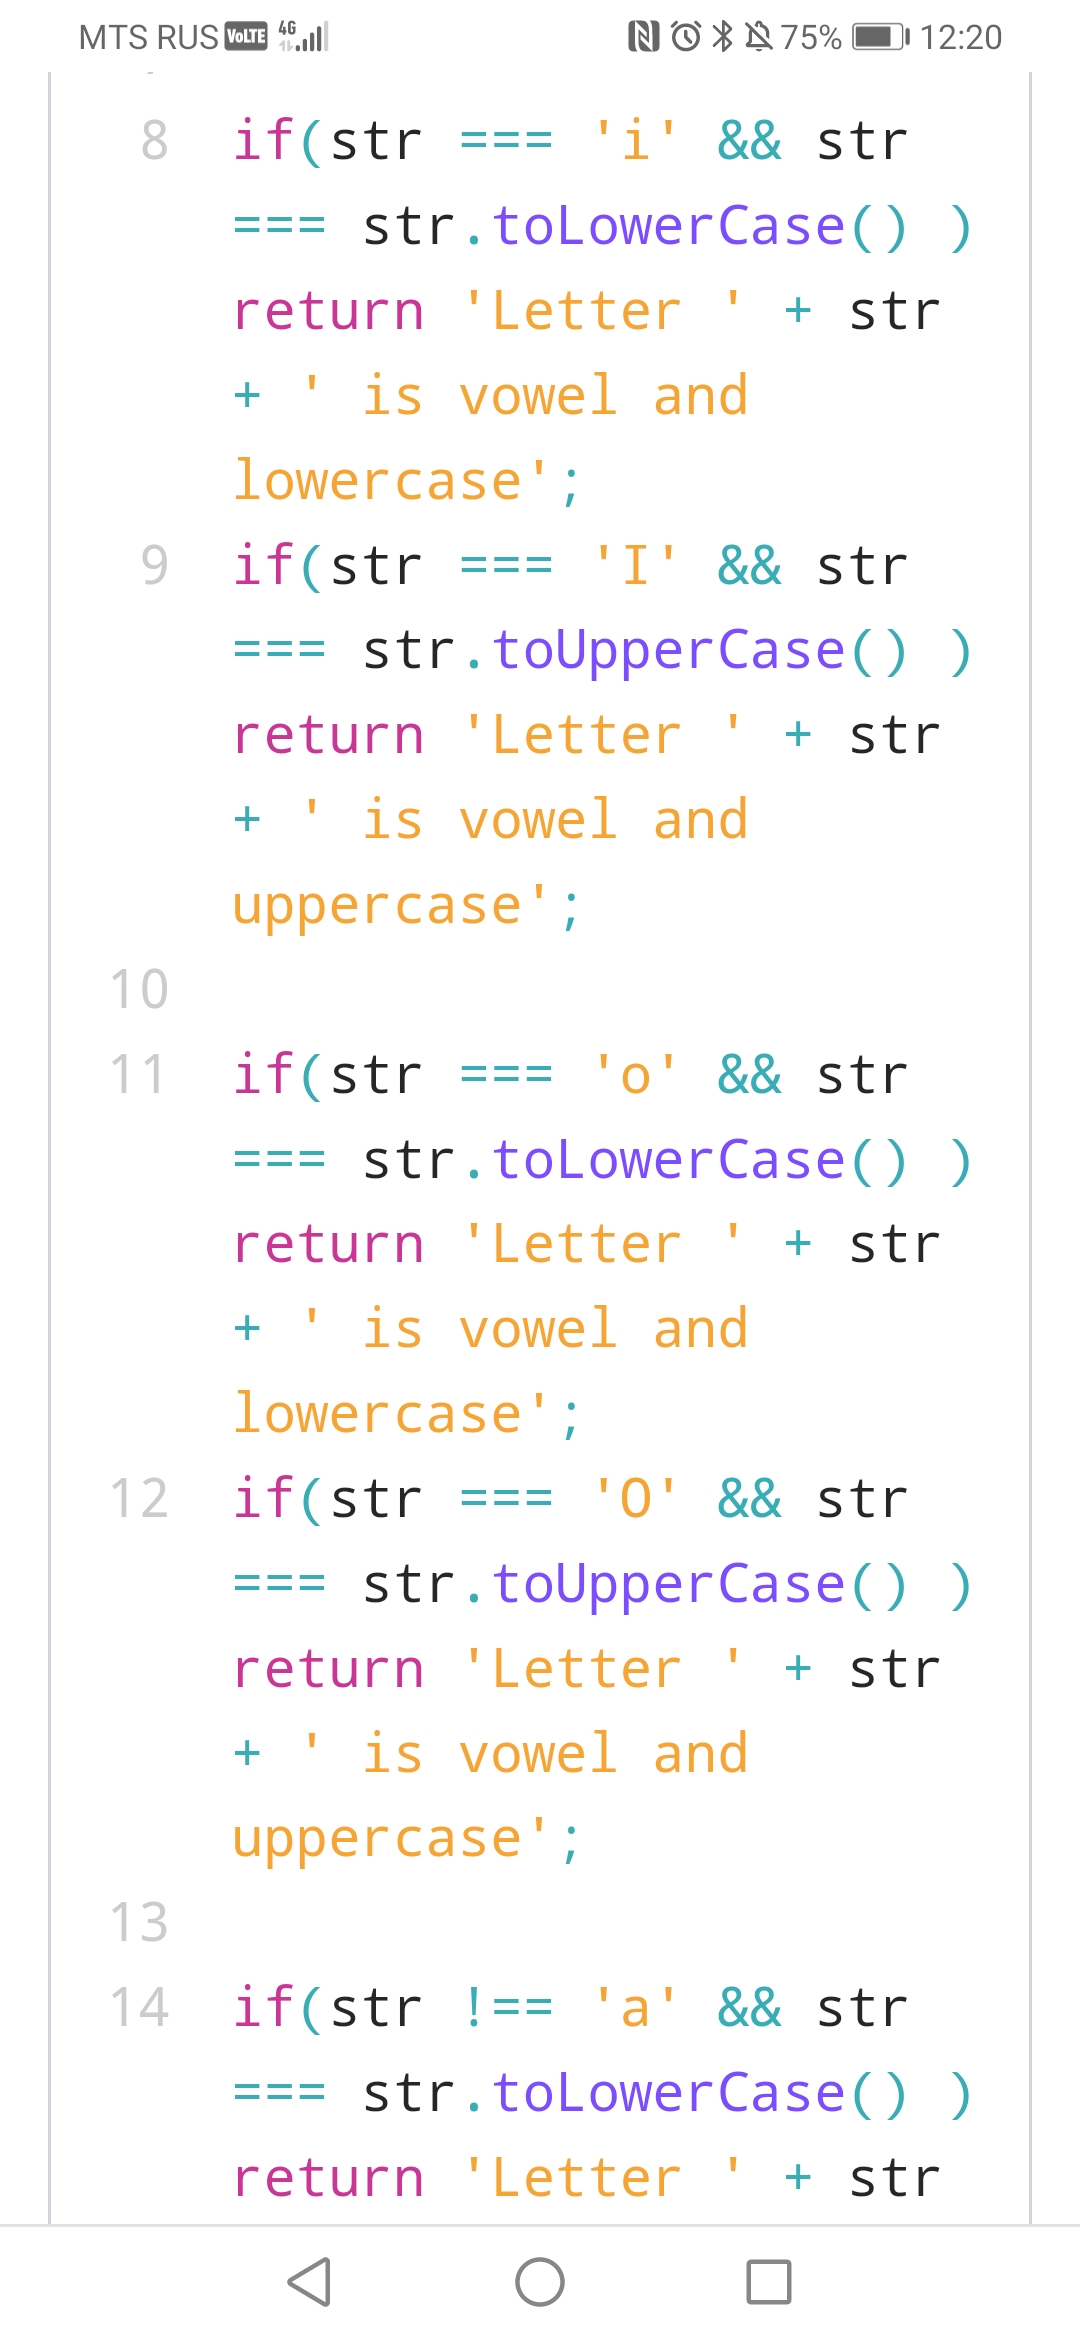 MTS RUS VoLTE 4G 75% 12:20
8 if(str === 'i' && str
=== str.toLowerCase() )
return 'Letter ' + str
+ ' is vowel and
lowercase';
9 if(str === 'I' && str
=== str.toUpperCase() )
return 'Letter ' + str
+ ' is vowel and
uppercase';
10
11 if(str === 'o' && str
=== str.toLowerCase() )
return 'Letter ' + str
+ ' is vowel and
lowercase';
12 if(str === 'O' && str
=== str.toUpperCase() )
return 'Letter ' + str
+ ' is vowel and
uppercase';
13
14 if(str !== 'a' && str
=== str.toLowerCase() )
return 'Letter ' + str